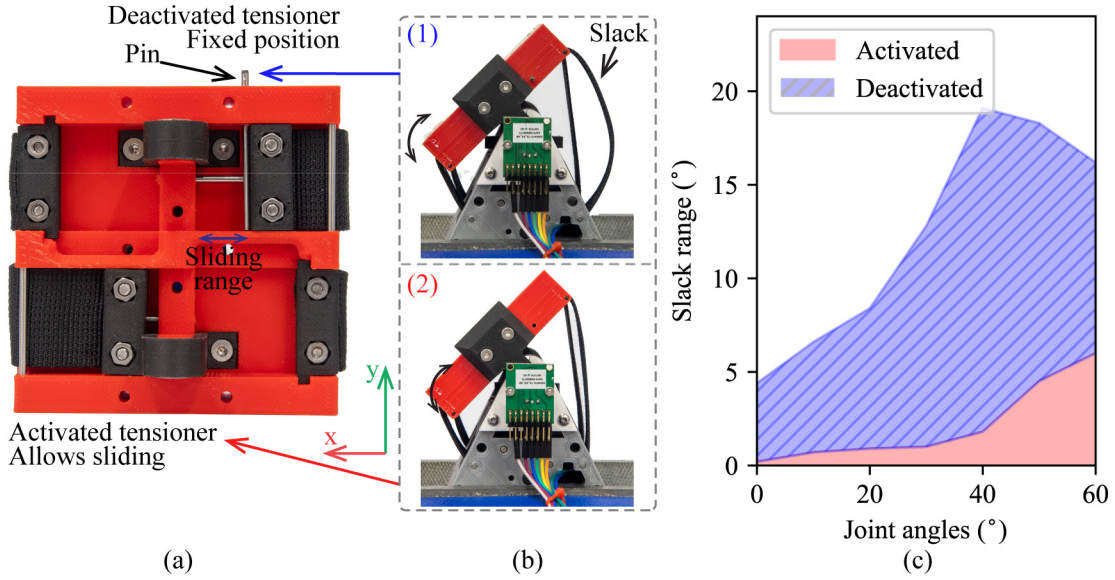 Deactivated tensioner
Fixed position
Pin
Sliding
range
Activated tensioner
Allows sliding
y
x
(a)
(1)
Slack
(2)
(b)
Activated
Deactivated
Slack range (°)
20
15
10
5
0
0 20 40 60
Joint angles (°)
(c)